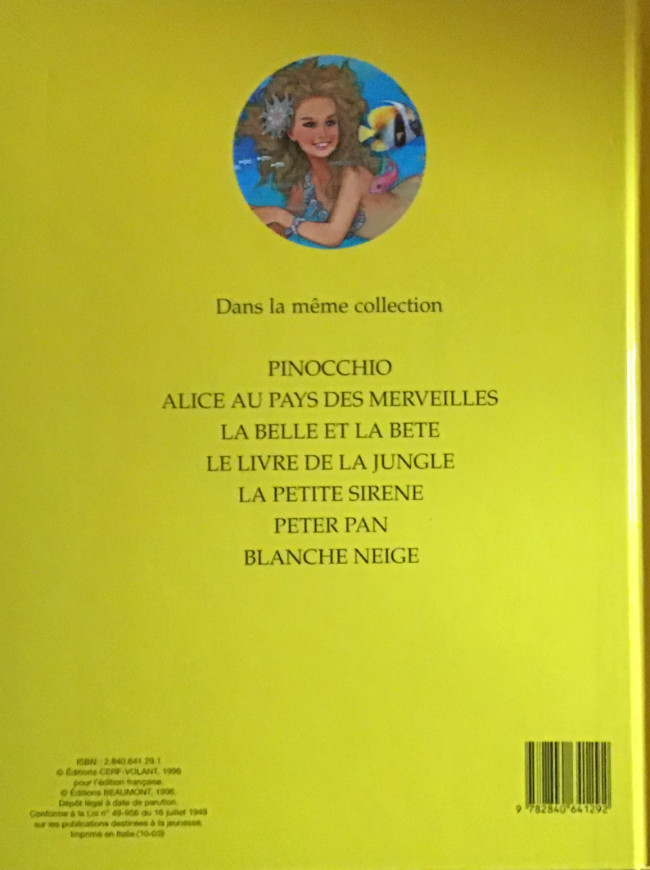 Dans la même collection
PINOCCHIO
ALICE AU PAYS DES MERVEILLES
LA BELLE ET LA BETE
LE LIVRE DE LA JUNGLE
LA PETITE SIRENE
PETER PAN
BLANCHE NEIGE
ISBN : 2.840.641.29.1
© Éditions CERF-VOLANT, 1996
pour l'édition française.
© Éditions BEAUMONT, 1996.
Dépôt légal à date de parution.
Conforme à la Loi n° 49-956 du 16 juillet 1949
sur les publications destinées à la jeunesse,
Imprimé en Italie
9 782840 641292